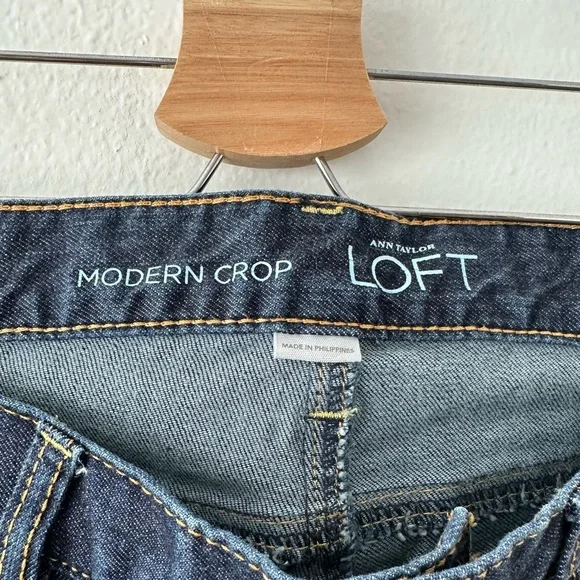 MODERN CROP
ANN TAYLOR
LOFT
MADE IN PHILIPPINES